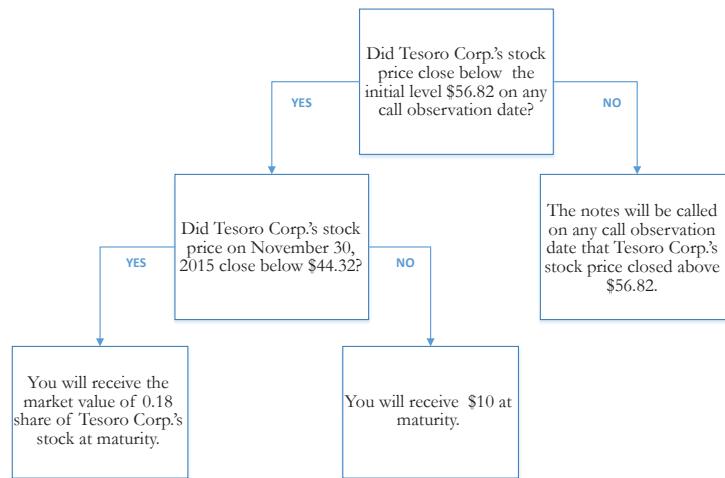 Did Tesoro Corp.'s stock
price close below  the
initial level $56.82 on any
call observation date?
YES
NO
Did Tesoro Corp.'s stock
price on November 30,
2015 close below $44.32?
The notes will be called
on any call observation
date that Tesoro Corp.'s
stock price closed above
$56.82.
YES
NO
You will receive the
market value of 0.18
share of Tesoro Corp.'s
stock at maturity.
You will receive  $10 at
maturity.